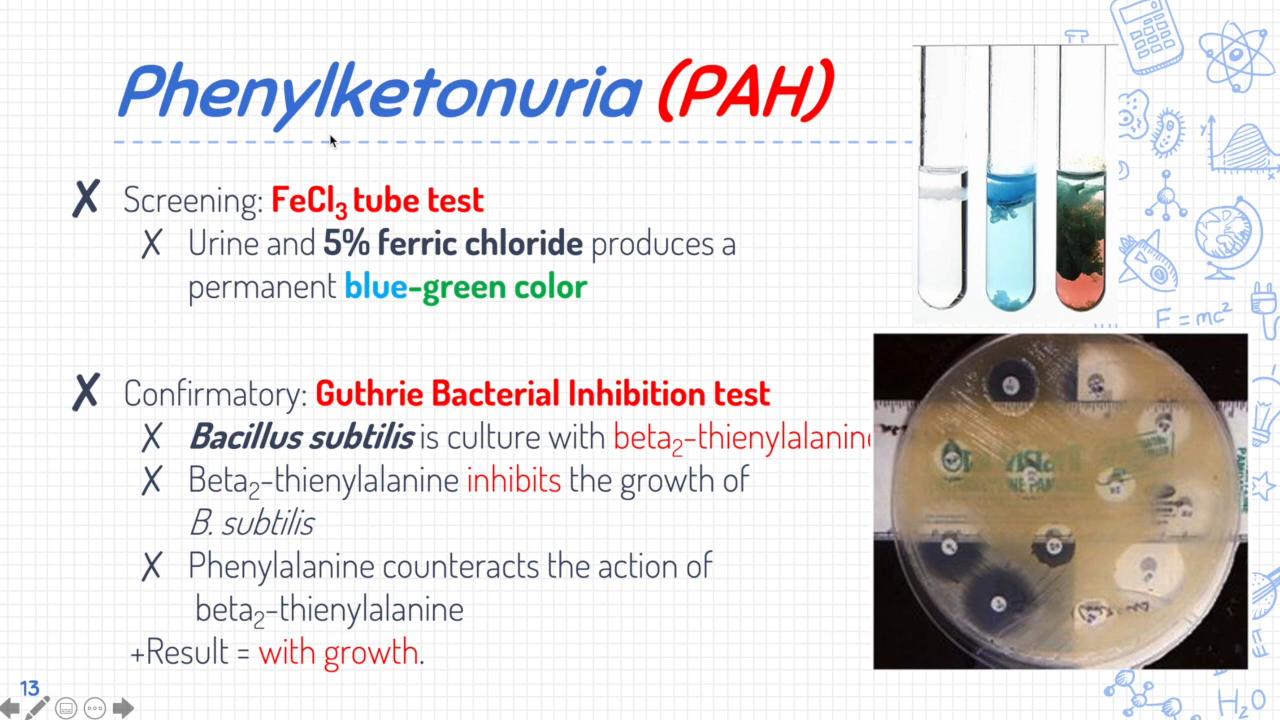 Phenylketonuria (PAH)
✗ Screening: FeCl₃ tube test
✗ Urine and 5% ferric chloride produces a
permanent blue-green color
✗ Confirmatory: Guthrie Bacterial Inhibition test
✗ Bacillus subtilis is culture with beta₂-thienylalanin
✗ Beta₂-thienylalanine inhibits the growth of
B. subtilis
✗ Phenylalanine counteracts the action of
beta₂-thienylalanine
+Result = with growth.
13
F = mc²
H₂O